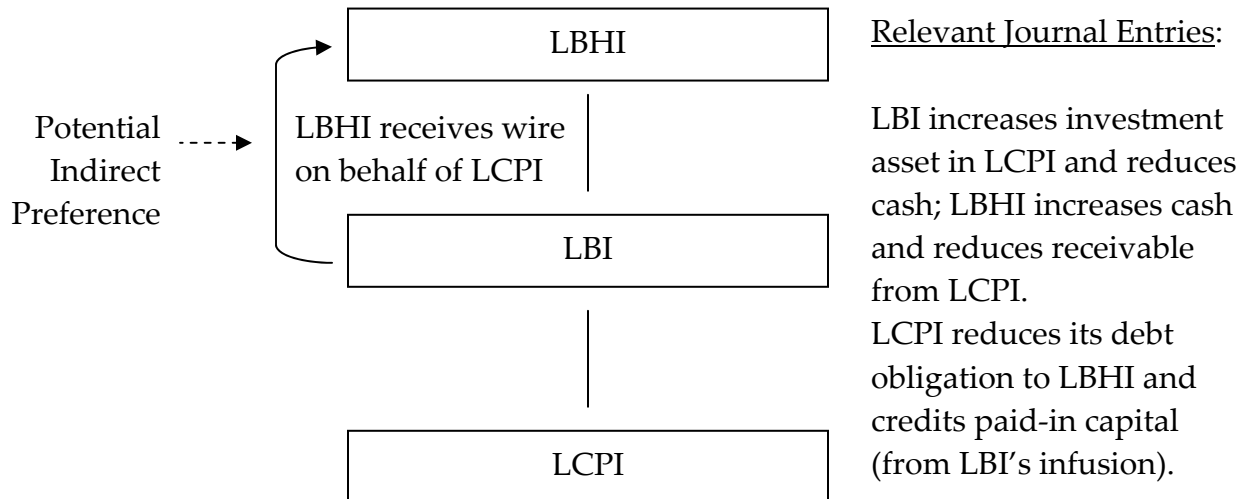 LBHI
Relevant Journal Entries:
Potential
Indirect
Preference
LBHI receives wire
on behalf of LCPI
LBI increases investment
asset in LCPI and reduces
cash; LBHI increases cash
and reduces receivable
from LCPI.
LCPI reduces its debt
obligation to LBHI and
credits paid-in capital
(from LBI’s infusion).
LBI
LCPI